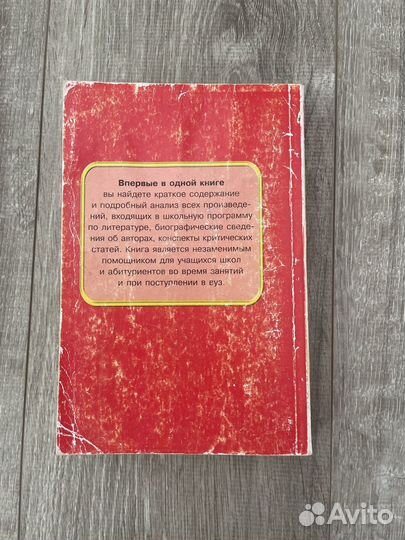 Впервые в одной книге
вы найдете краткое содержание
и подробный анализ всех произведе-
ний, входящих в школьную программу
по литературе, биографические сведе-
ния об авторах, конспекты критических
статей. Книга является незаменимым
помощником для учащихся школ
и абитуриентов во время занятий
и при поступлении в вуз.
Avito